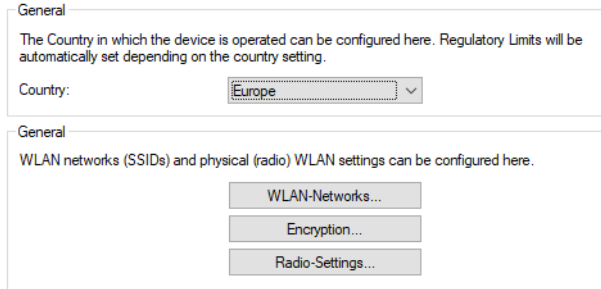 General
The Country in which the device is operated can be configured here. Regulatory Limits will be
automatically set depending on the country setting.
Country:
Europe
General
WLAN networks (SSIDs) and physical (radio) WLAN settings can be configured here.
WLAN-Networks...
Encryption...
Radio-Settings...